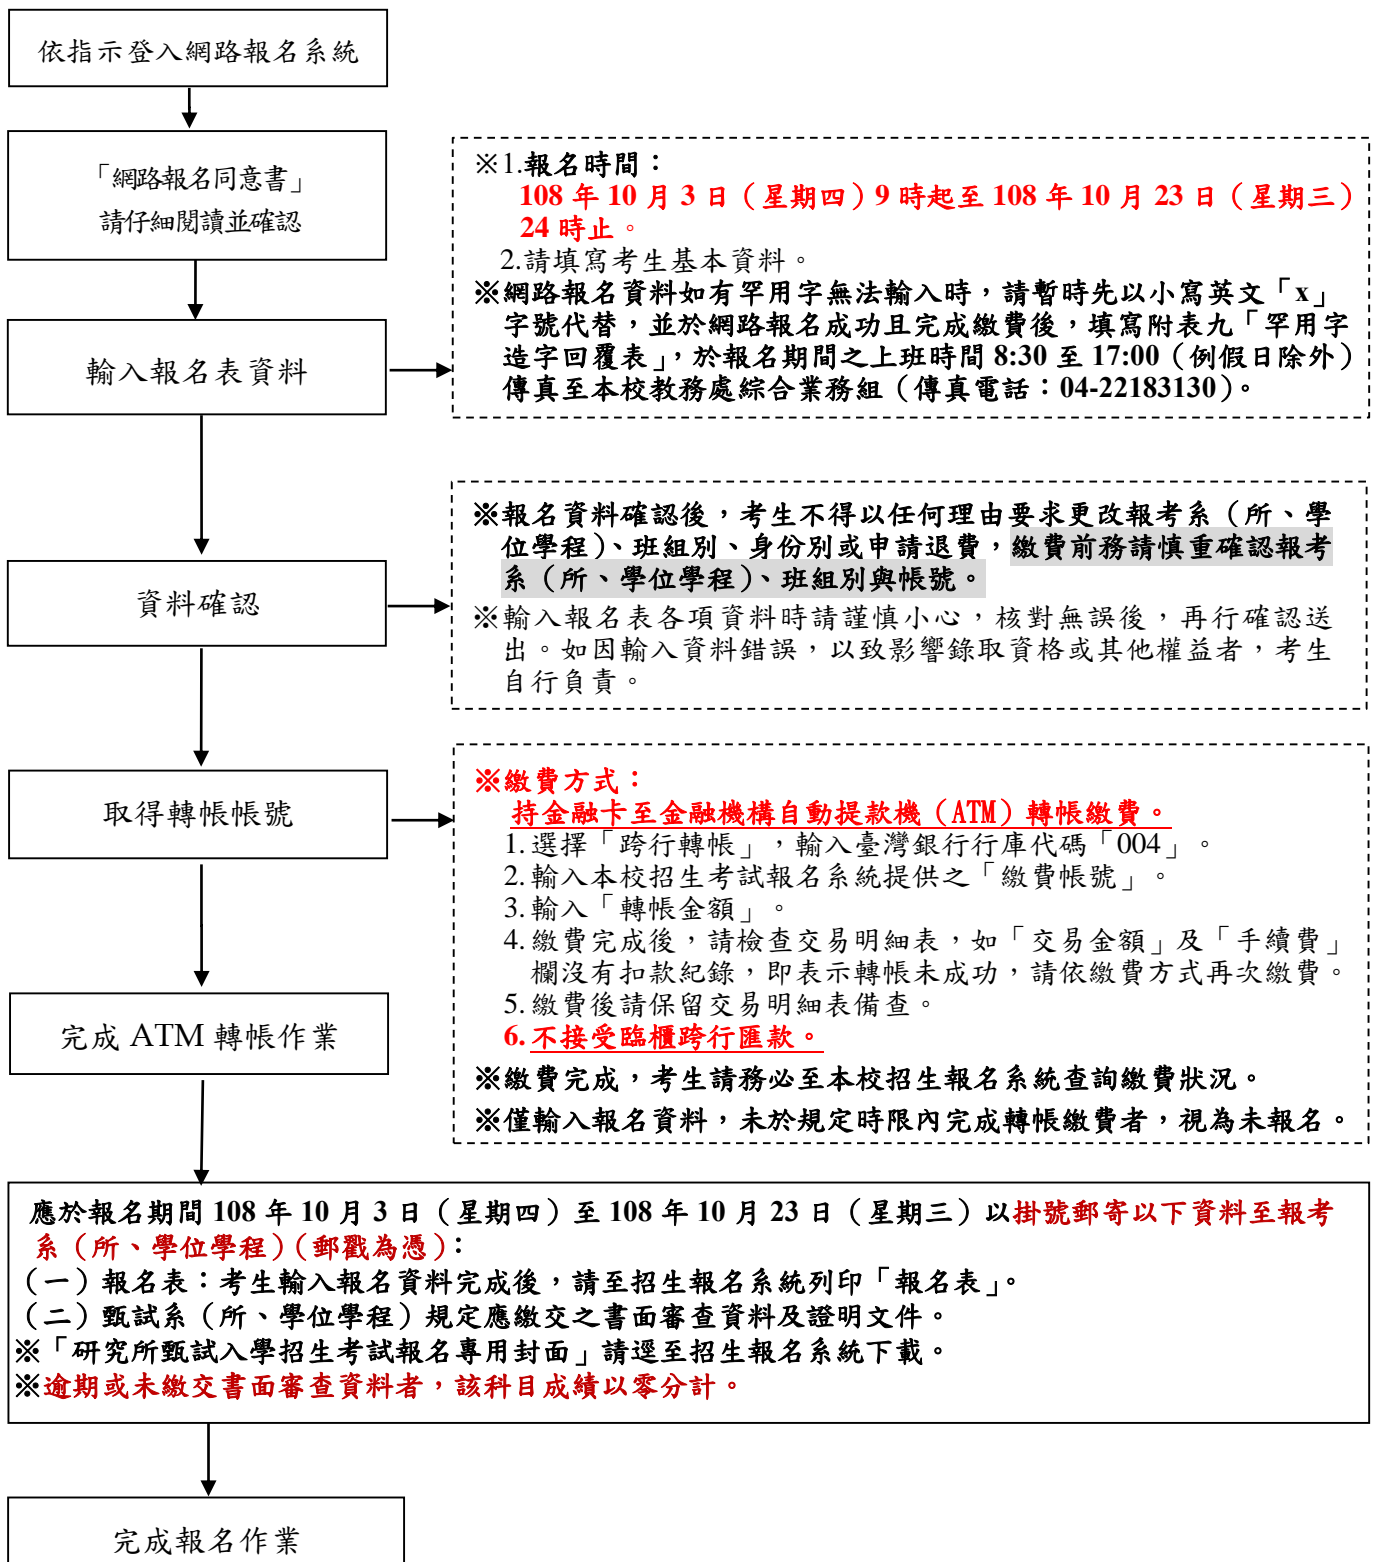 依指示登入網路報名系統
「網路報名同意書」
請仔細閱讀並確認
※1.報名時間：
108 年 10 月 3 日（星期四）9 時起至 108 年 10 月 23 日（星期三）
24 時止。
2.請填寫考生基本資料。
※網路報名資料如有罕用字無法輸入時，請暫時先以小寫英文「x」
字號代替，並於網路報名成功且完成繳費後，填寫附表九「罕用字
造字回覆表」，於報名期間之上班時間 8:30 至 17:00（例假日除外）
傳真至本校教務處綜合業務組（傳真電話：04-22183130）。
輸入報名表資料
※報名資料確認後，考生不得以任何理由要求更改報考系（所、學
位學程）、班組別、身份別或申請退費，繳費前務請慎重確認報考
系（所、學位學程）、班組別與帳號。
※輸入報名表各項資料時請謹慎小心，核對無誤後，再行確認送
出。如因輸入資料錯誤，以致影響錄取資格或其他權益者，考生
自行負責。
資料確認
取得轉帳帳號
※繳費方式：
持金融卡至金融機構自動提款機（ATM）轉帳繳費。
1.選擇「跨行轉帳」，輸入臺灣銀行行庫代碼「004」。
2.輸入本校招生考試報名系統提供之「繳費帳號」。
3.輸入「轉帳金額」。
4.繳費完成後，請檢查交易明細表，如「交易金額」及「手續費」
欄沒有扣款紀錄，即表示轉帳未成功，請依繳費方式再次繳費。
5.繳費後請保留交易明細表備查。
6.不接受臨櫃跨行匯款。
※繳費完成，考生請務必至本校招生報名系統查詢繳費狀況。
※僅輸入報名資料，未於規定時限內完成轉帳繳費者，視為未報名。
完成 ATM 轉帳作業
應於報名期間 108 年 10 月 3 日（星期四）至 108 年 10 月 23 日（星期三）以掛號郵寄以下資料至報考
系（所、學位學程）（郵戳為憑）：
（一）報名表：考生輸入報名資料完成後，請至招生報名系統列印「報名表」。
（二）甄試系（所、學位學程）規定應繳交之書面審查資料及證明文件。
※「研究所甄試入學招生考試報名專用封面」請逕至招生報名系統下載。
※逾期或未繳交書面審查資料者，該科目成績以零分計。
完成報名作業